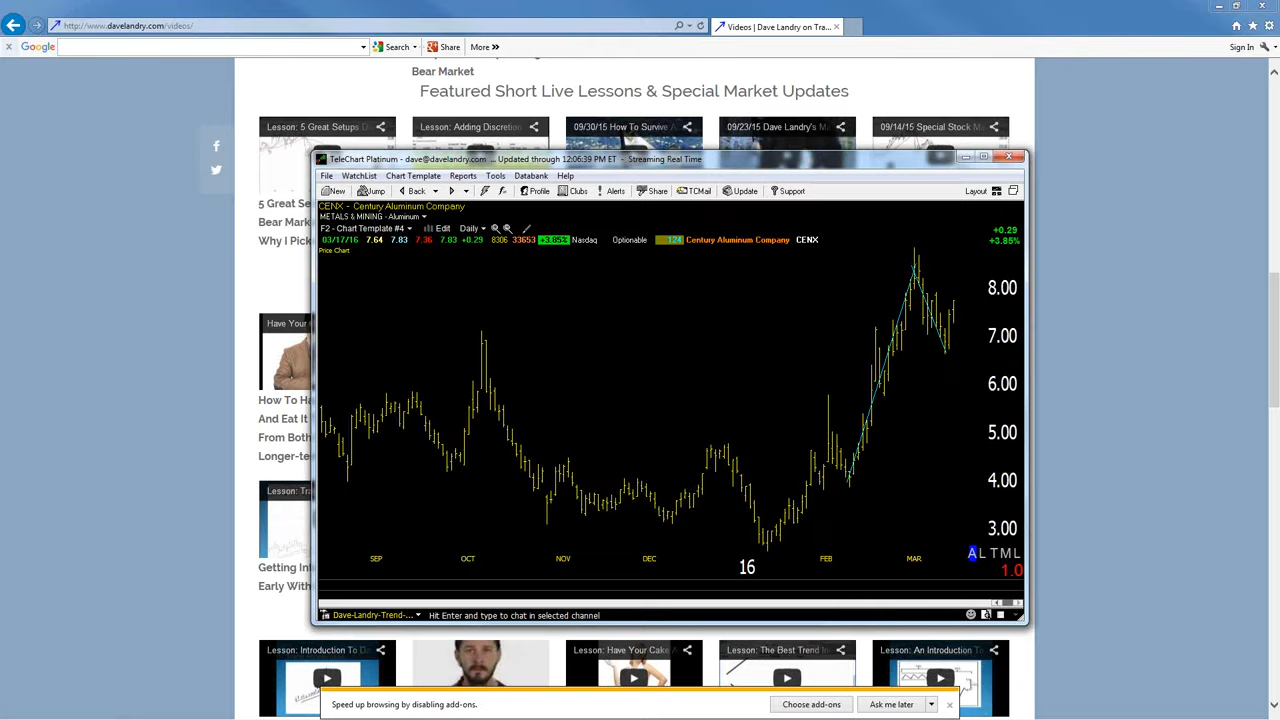 http://www.davelandry.com/videos/
Videos | Dave Landry on Tra...
Google
Search
Share
More »
Sign In
Bear Market
Featured Short Live Lessons & Special Market Updates
Lesson: 5 Great Setups D
Lesson: Adding Discretion
09/30/15 How To Survive A
09/23/15 Dave Landry's Ma
09/14/15 Special Stock M
TeleChart Platinum - dave@davelandry.com ... Updated through 12:06:39 PM ET - Streaming Real Time
File WatchList Chart Template Reports Tools Databank Help
New Jump Back Profile Clubs Alerts Share TCMail Update Support Layout
CENX - Century Aluminum Company
METALS & MINING - Aluminum
F2 - Chart Template #4 Edit Daily
+0.29
03/17/16 7.64 7.83 7.36 7.83 +0.29 8306 33653 +3.85% Nasdaq Optionable 124 Century Aluminum Company CENX
+3.85%
Price Chart
5 Great Se
Bear Mark
Why I Pick
8.00
Have Your
7.00
6.00
How To Ha
And Eat It
From Both
5.00
Longer-te
4.00
Lesson: Tra
3.00
A L T M L
SEP OCT NOV DEC 16 FEB MAR
1.0
Getting In
Early With
Dave-Landry-Trend-... Hit Enter and type to chat in selected channel
Lesson: Introduction To D
Lesson: Have Your Cake A
Lesson: The Best Trend In
Lesson: An Introduction T
Speed up browsing by disabling add-ons.
Choose add-ons
Ask me later